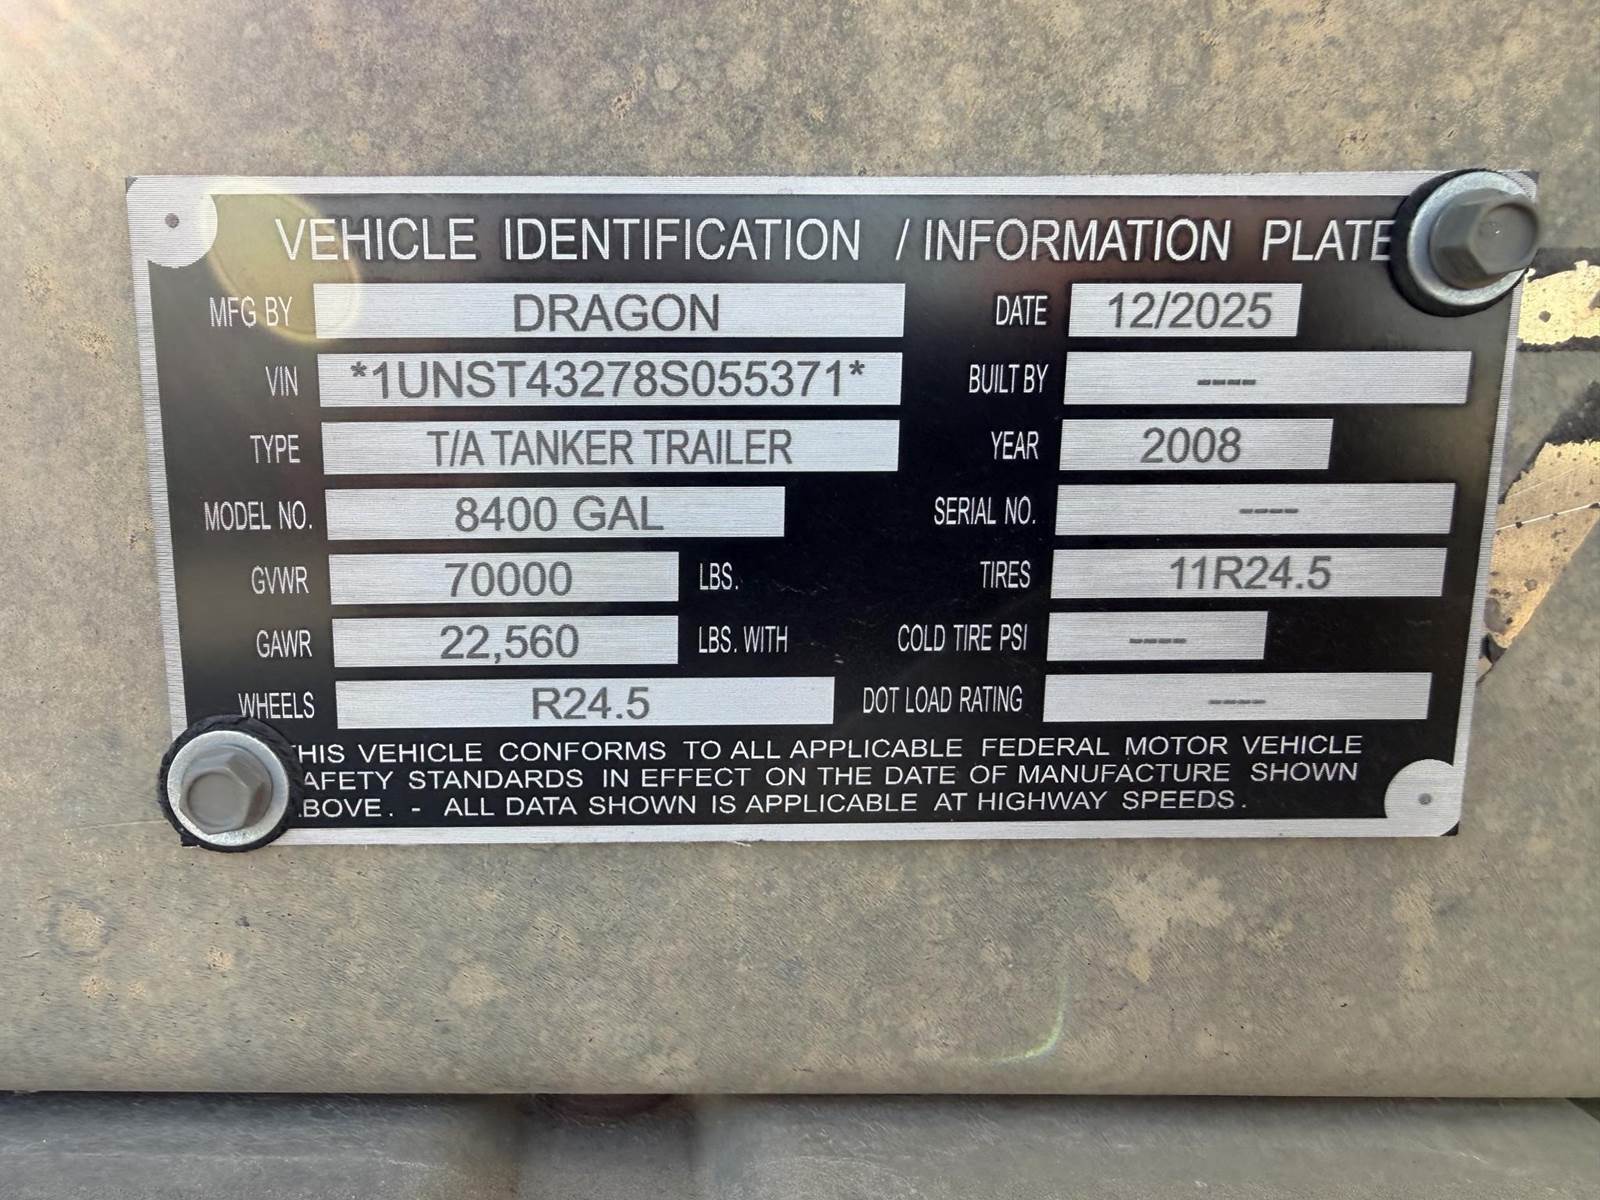 VEHICLE IDENTIFICATION / INFORMATION PLATE
MFG BY DRAGON DATE 12/2025
VIN *1UNST43278S055371* BUILT BY ----
TYPE T/A TANKER TRAILER YEAR 2008
MODEL NO. 8400 GAL SERIAL NO. ----
GVWR 70000 LBS. TIRES 11R24.5
GAWR 22,560 LBS. WITH COLD TIRE PSI ----
WHEELS R24.5 DOT LOAD RATING ----
THIS VEHICLE CONFORMS TO ALL APPLICABLE FEDERAL MOTOR VEHICLE
SAFETY STANDARDS IN EFFECT ON THE DATE OF MANUFACTURE SHOWN
ABOVE. - ALL DATA SHOWN IS APPLICABLE AT HIGHWAY SPEEDS.